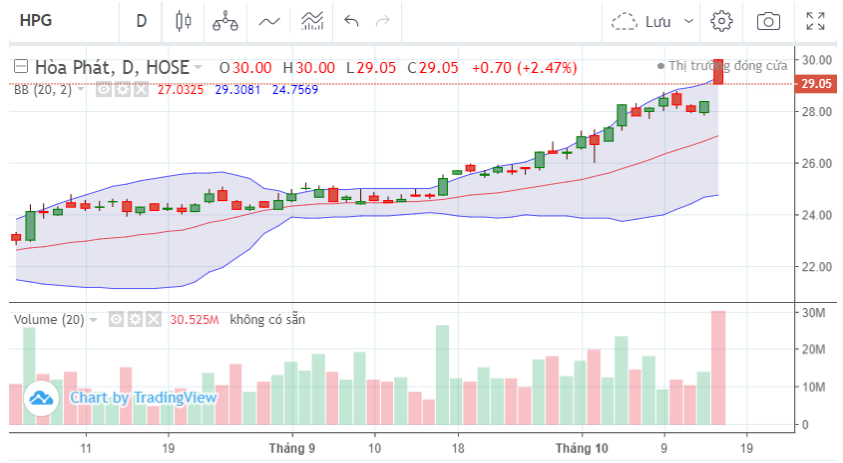 HPG D Lưu
Hòa Phát, D, HOSE O30.00 H30.00 L29.05 C29.05 +0.70 (+2.47%) Thị trường đóng cửa
BB (20, 2) 27.0325 29.3081 24.7569
30.00
29.05
28.00
26.00
24.00
22.00
Volume (20) 30.525M không có sẵn
30M
20M
10M
0
Chart by TradingView
11 19 Tháng 9 10 18 Tháng 10 9 19